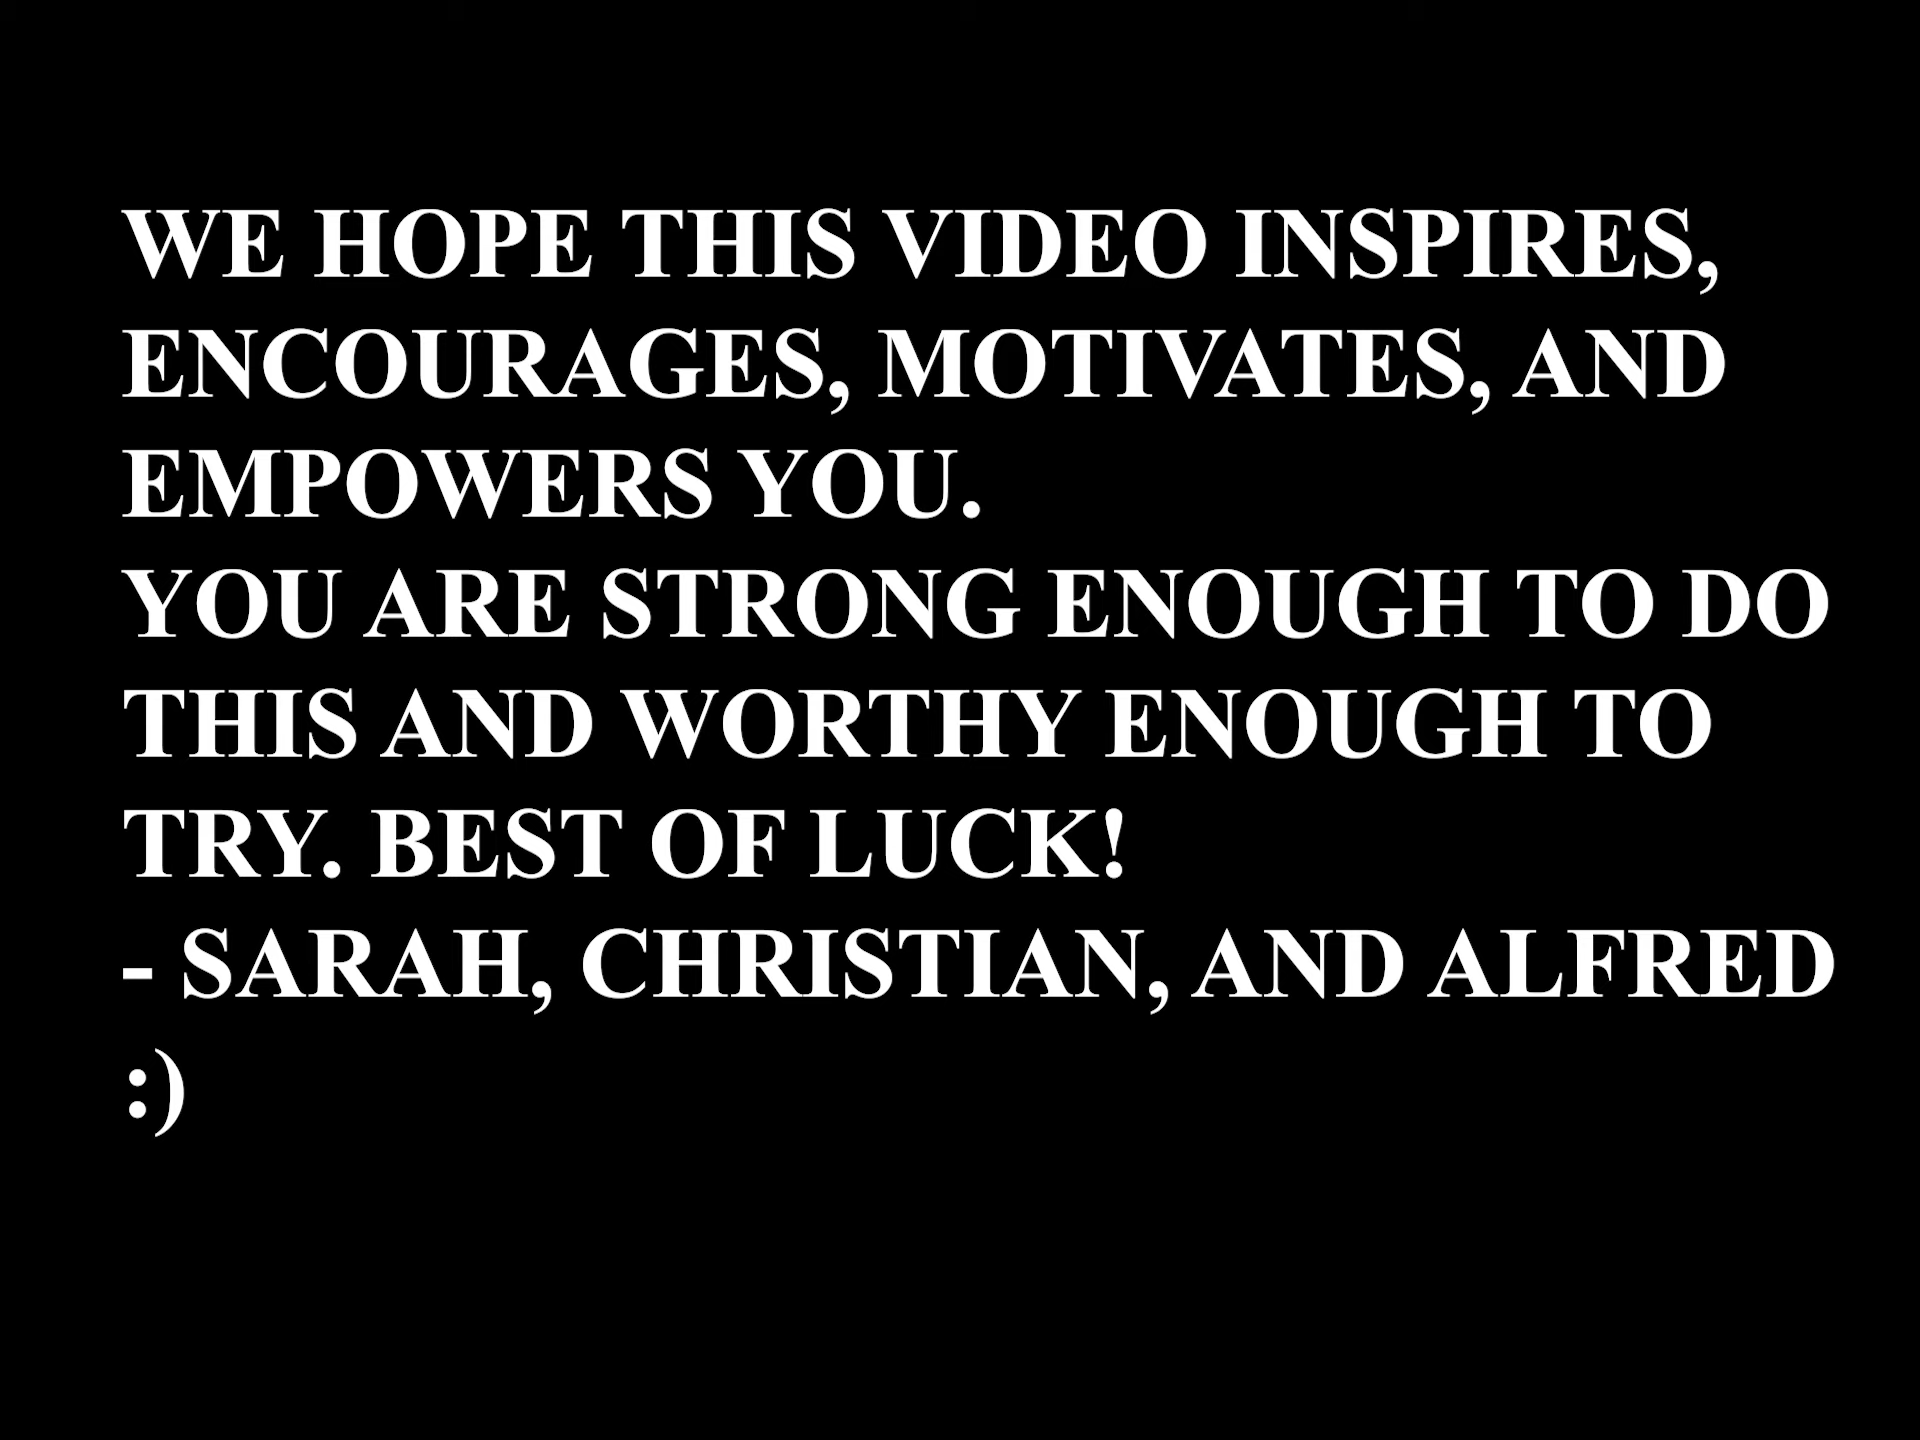 WE HOPE THIS VIDEO INSPIRES,
ENCOURAGES, MOTIVATES, AND
EMPOWERS YOU.
YOU ARE STRONG ENOUGH TO DO
THIS AND WORTHY ENOUGH TO
TRY. BEST OF LUCK!
- SARAH, CHRISTIAN, AND ALFRED
:)